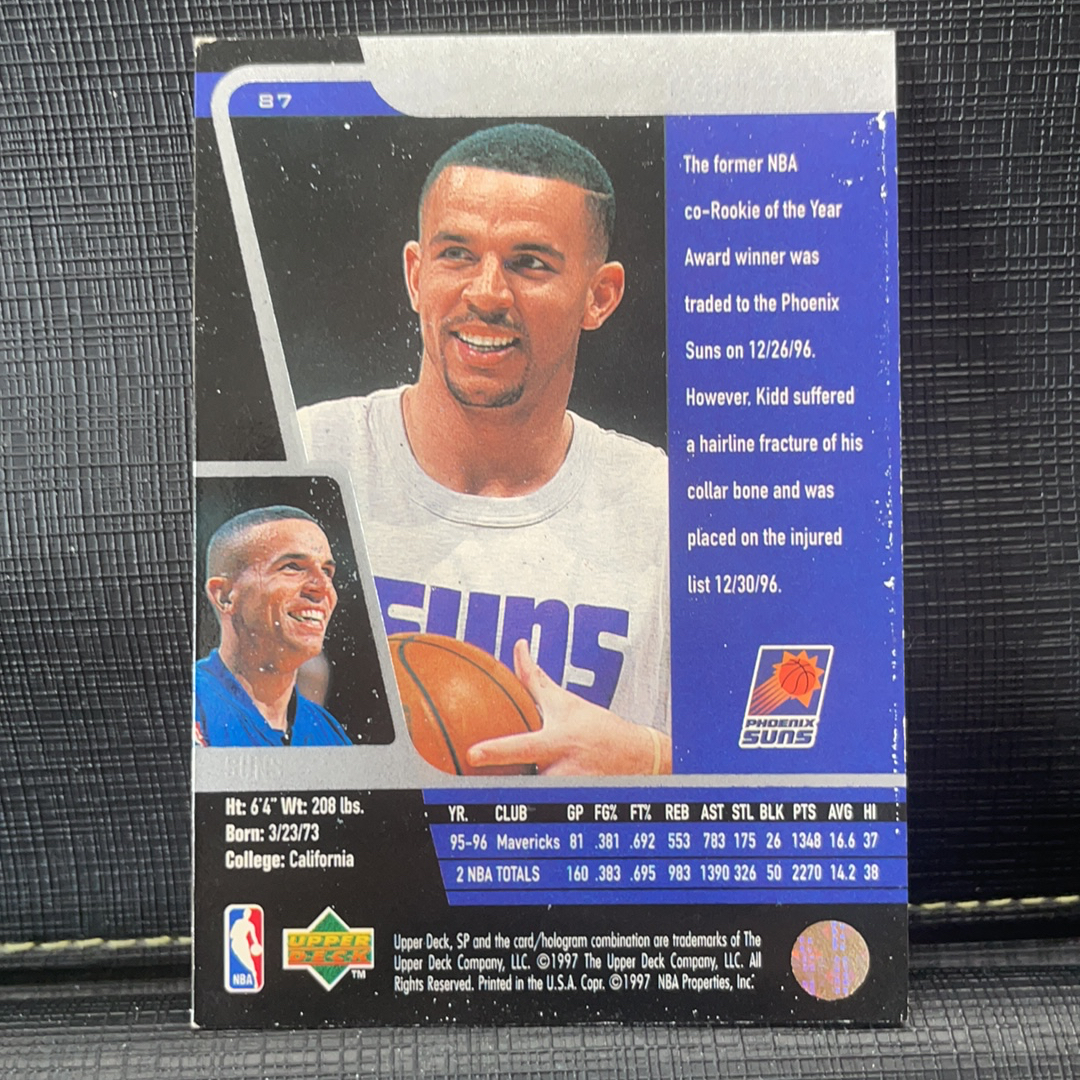 87
The former NBA
co-Rookie of the Year
Award winner was
traded to the Phoenix
Suns on 12/26/96.
However, Kidd suffered
a hairline fracture of his
collar bone and was
placed on the injured
list 12/30/96.
SUNS
PHOENIX
SUNS
SUNS
Ht: 6'4" Wt: 208 lbs.
Born: 3/23/73
College: California
YR. CLUB GP FG% FT% REB AST STL BLK PTS AVG HI
95-96 Mavericks 81 .381 .692 553 783 175 26 1348 16.6 37
2 NBA TOTALS 160 .383 .695 983 1390 326 50 2270 14.2 38
NBA
UPPER
DECK
TM
Upper Deck, SP and the card/hologram combination are trademarks of The
Upper Deck Company, LLC. ©1997 The Upper Deck Company, LLC. All
Rights Reserved. Printed in the U.S.A. Copr. ©1997 NBA Properties, Inc.